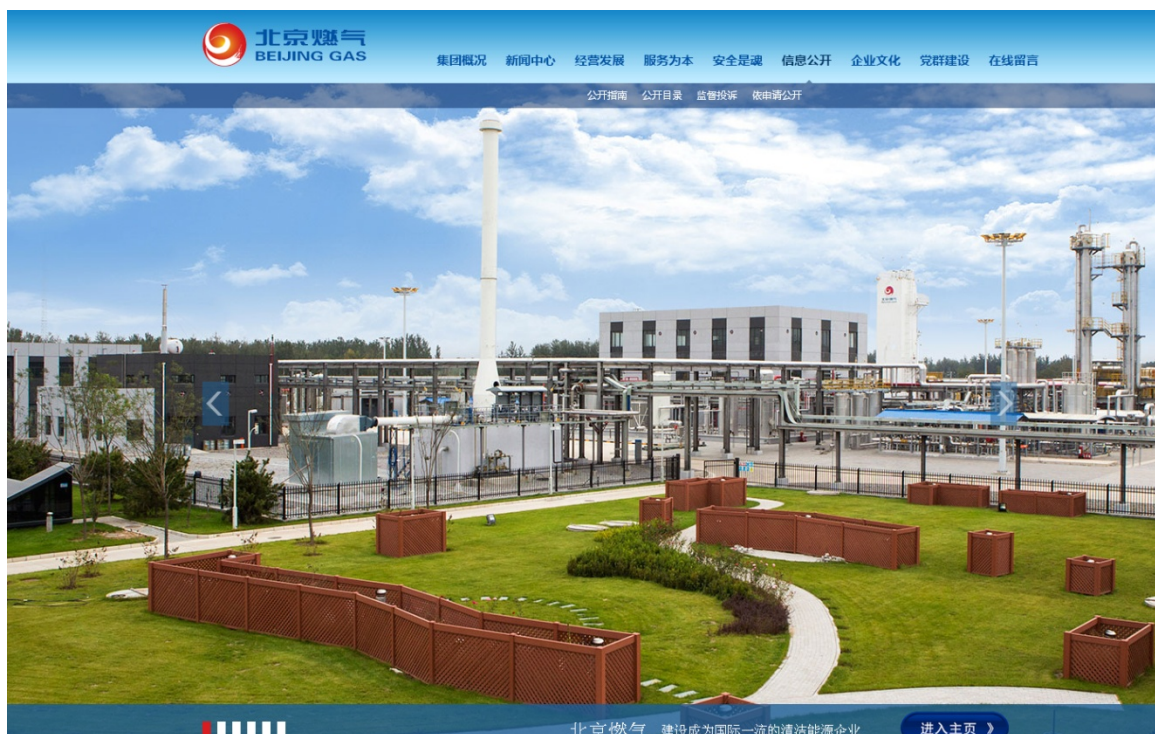 北京燃气
BEIJING GAS
集团概况 新闻中心 经营发展 服务为本 安全是魂 信息公开 企业文化 党群建设 在线留言
公开指南 公开目录 监督投诉 依申请公开
北京燃气 建设成为国际一流的清洁能源企业 进入主页 》